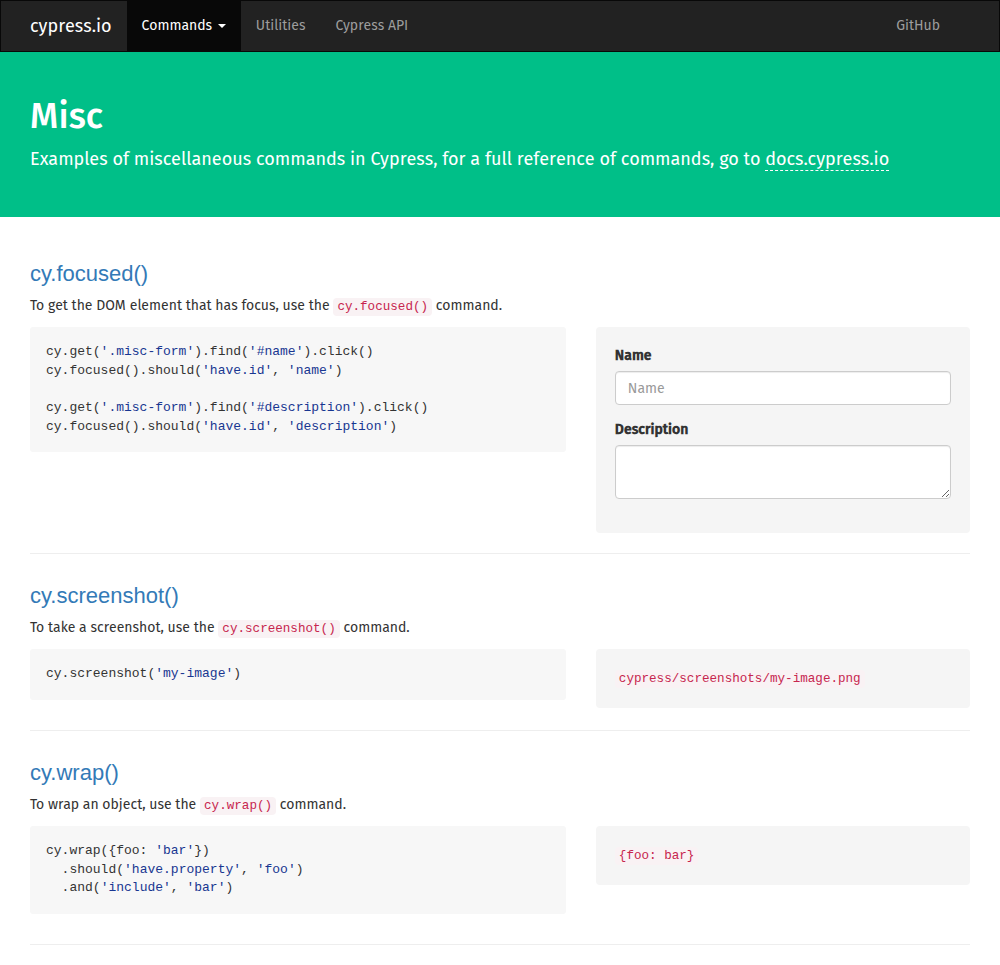 cypress.io Commands Utilities Cypress API GitHub
Misc
Examples of miscellaneous commands in Cypress, for a full reference of commands, go to docs.cypress.io
cy.focused()
To get the DOM element that has focus, use the cy.focused() command.
cy.get('.misc-form').find('#name').click()
cy.focused().should('have.id', 'name')
cy.get('.misc-form').find('#description').click()
cy.focused().should('have.id', 'description')
Name
Name
Description
cy.screenshot()
To take a screenshot, use the cy.screenshot() command.
cy.screenshot('my-image')
cypress/screenshots/my-image.png
cy.wrap()
To wrap an object, use the cy.wrap() command.
cy.wrap({foo: 'bar'})
  .should('have.property', 'foo')
  .and('include', 'bar')
{foo: bar}